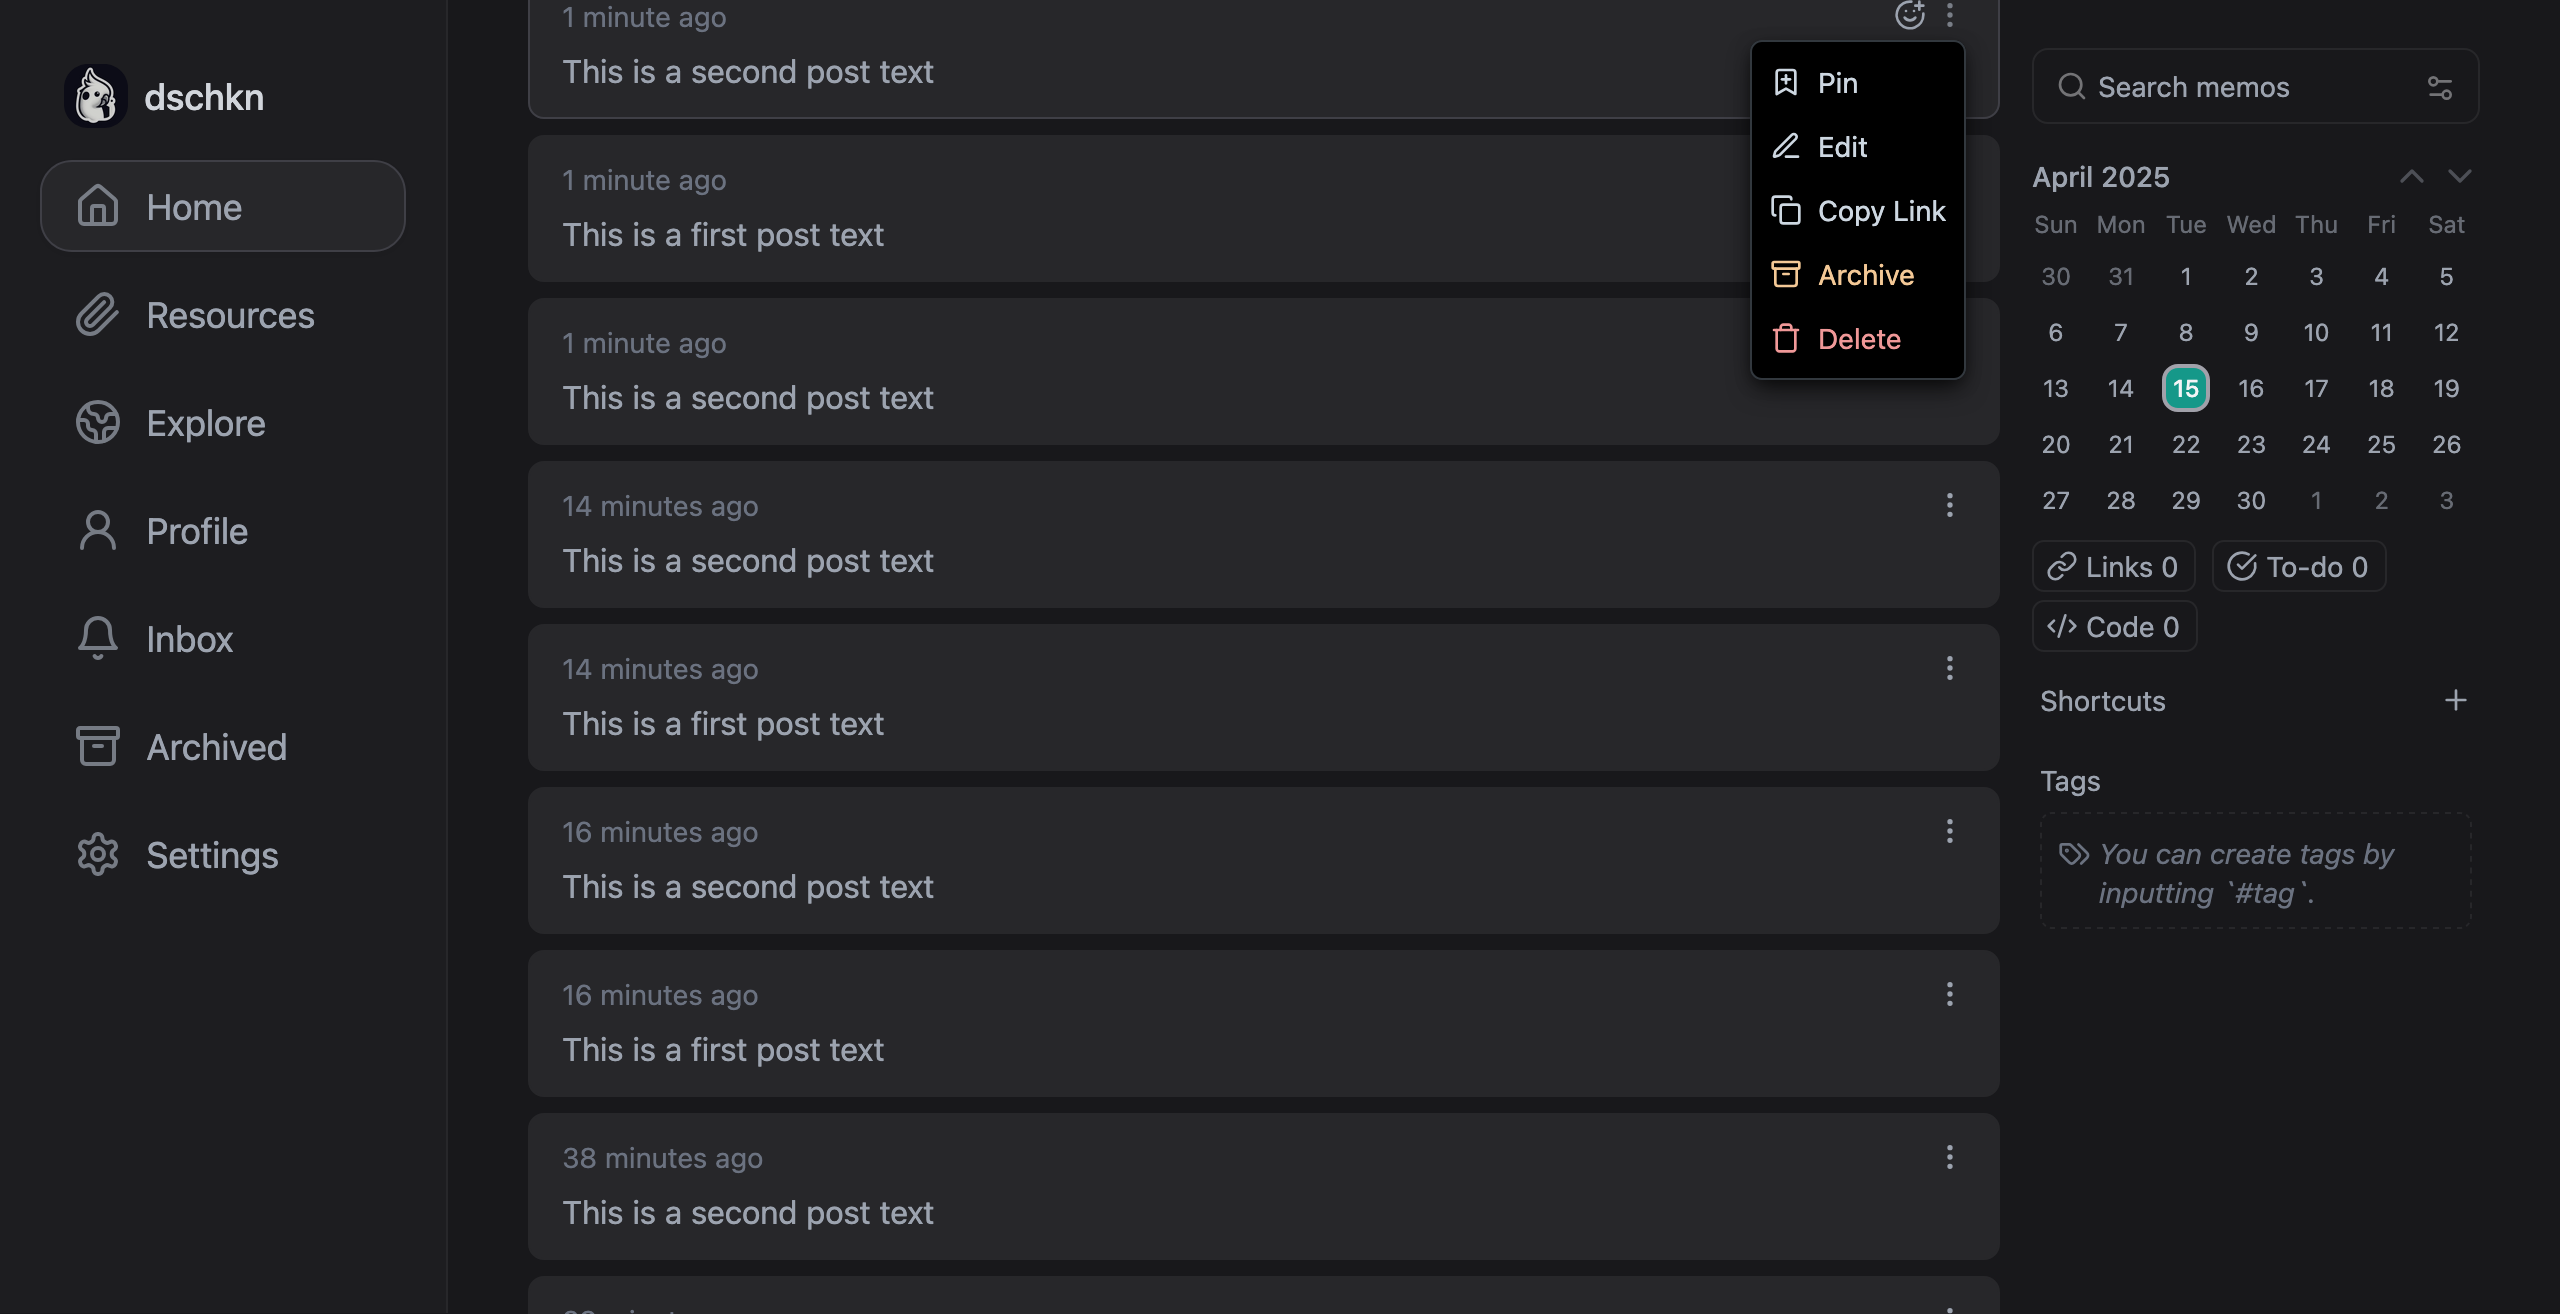 dschkn
Home
Resources
Explore
Profile
Inbox
Archived
Settings
1 minute ago
This is a second post text
1 minute ago
This is a first post text
1 minute ago
This is a second post text
14 minutes ago
This is a second post text
14 minutes ago
This is a first post text
16 minutes ago
This is a second post text
16 minutes ago
This is a first post text
38 minutes ago
This is a second post text
Pin
Edit
Copy Link
Archive
Delete
Search memos
April 2025
Sun Mon Tue Wed Thu Fri Sat
30 31 1 2 3 4 5
6 7 8 9 10 11 12
13 14 15 16 17 18 19
20 21 22 23 24 25 26
27 28 29 30 1 2 3
Links 0 To-do 0
Code 0
Shortcuts
Tags
You can create tags by
inputting `#tag`.